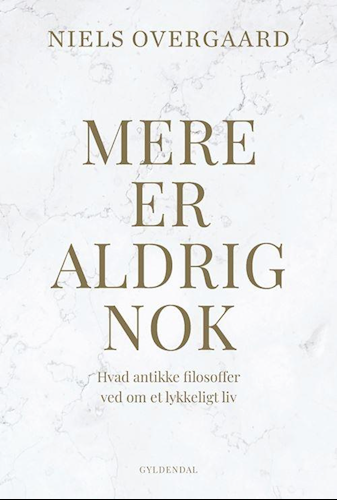 NIELS OVERGAARD
MERE
ER
ALDRIG
NOK
Hvad antikke filosoffer
ved om et lykkeligt liv
GYLDENDAL